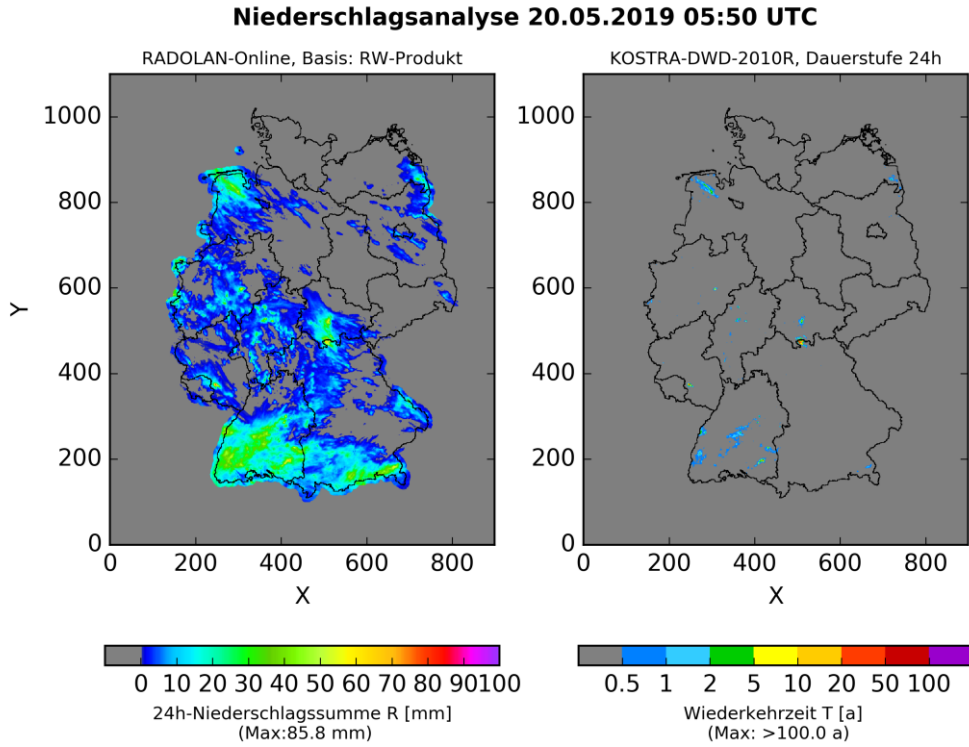 Niederschlagsanalyse 20.05.2019 05:50 UTC
RADOLAN-Online, Basis: RW-Produkt
KOSTRA-DWD-2010R, Dauerstufe 24h
1000
800
600
400
200
0
Y
0 200 400 600 800
X
1000
800
600
400
200
0
0 200 400 600 800
X
0 10 20 30 40 50 60 70 80 90 100
24h-Niederschlagssumme R [mm]
(Max:85.8 mm)
0.5 1 2 5 10 20 50 100
Wiederkehrzeit T [a]
(Max: >100.0 a)